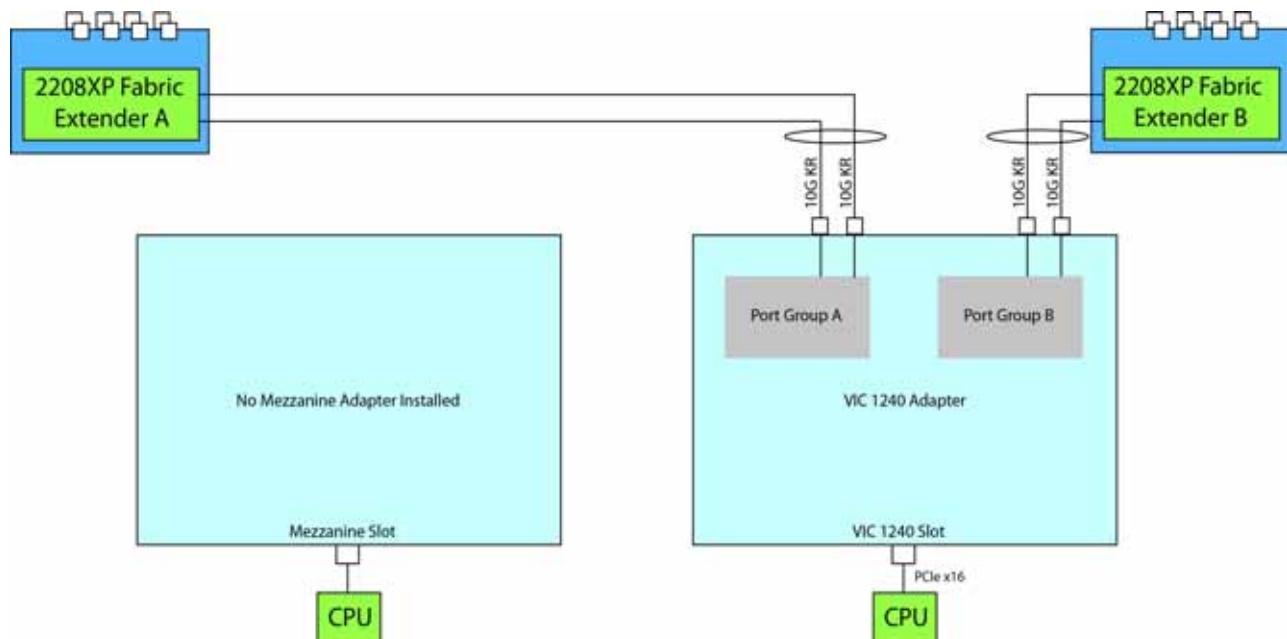 2208XP Fabric
Extender A
2208XP Fabric
Extender B
10G KR
10G KR
10G KR
10G KR
Port Group A
Port Group B
No Mezzanine Adapter Installed
VIC 1240 Adapter
Mezzanine Slot
VIC 1240 Slot
PCIe x16
CPU
CPU